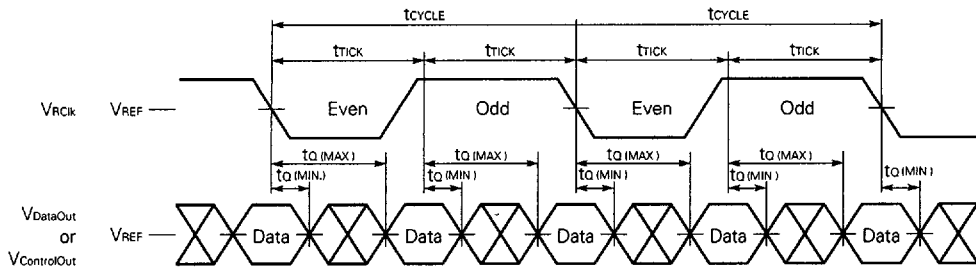 tCYCLE tCYCLE
tTICK tTICK tTICK tTICK
VRClk VREF Even Odd Even Odd
tQ (MAX) tQ (MAX) tQ (MAX) tQ (MAX)
tQ (MIN.) tQ (MIN) tQ (MIN) tQ (MIN) tQ (MIN)
VDataOut
or VREF Data Data Data Data Data
VControlOut